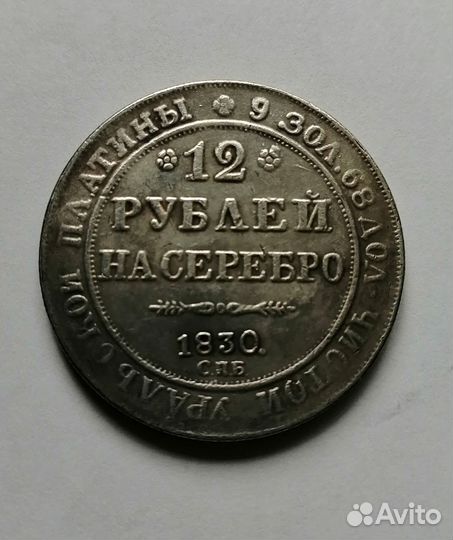 12
РУБЛЕЙ
НА СЕРЕБРО
1830.
СПБ
9 ЗОЛ. 68 ДОЛ. ЧИСТОЙ УРАЛЬСКОЙ ПЛАТИНЫ
Avito